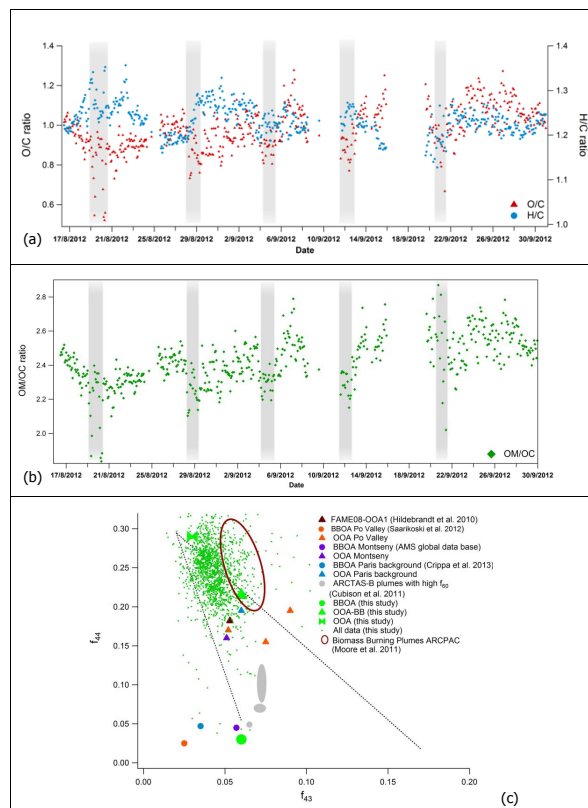 1.4
1.2
1.0
0.8
0.6
O/C ratio
1.4
1.3
1.2
1.1
1.0
H/C ratio
O/C
H/C
(a)
17/8/2012 21/8/2012 25/8/2012 29/8/2012 2/9/2012 6/9/2012 10/9/2012 14/9/2012 18/9/2012 22/9/2012 26/9/2012 30/9/2012
Date
2.8
2.6
2.4
2.2
2.0
OM/OC ratio
OM/OC
(b)
17/8/2012 21/8/2012 25/8/2012 29/8/2012 2/9/2012 6/9/2012 10/9/2012 14/9/2012 18/9/2012 22/9/2012 26/9/2012 30/9/2012
Date
0.30
0.25
0.20
0.15
0.10
0.05
0.00
f44
FAME08-OOA1 (Hildebrandt et al. 2010)
BBOA Po Valley (Saarikoski et al. 2012)
OOA Po Valley
BBOA Montseny (AMS global data base)
OOA Montseny
BBOA Paris background (Crippa et al. 2013)
OOA Paris background
ARCTAS-B plumes with high f60
(Cubison et al. 2011)
BBOA (this study)
OOA-BB (this study)
OOA (this study)
All data (this study)
Biomass Burning Plumes ARCPAC
(Moore et al. 2011)
0.00 0.05 0.10 0.15 0.20
f43
(c)